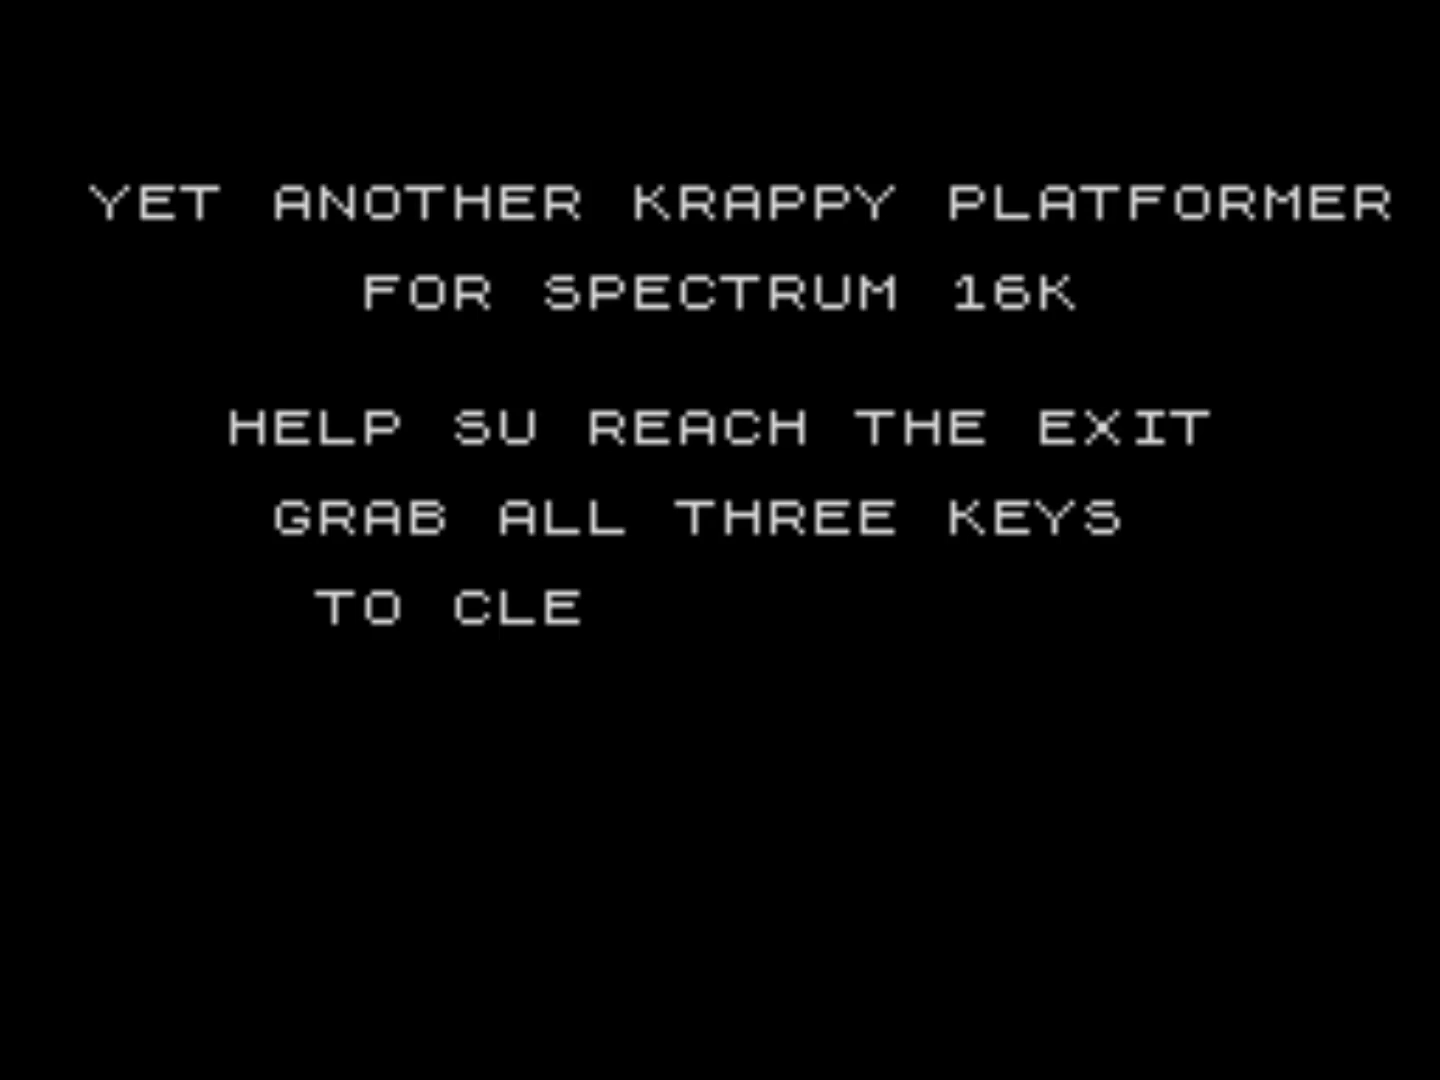 YET ANOTHER KRAPPY PLATFORMER
FOR SPECTRUM 16K
HELP SU REACH THE EXIT
GRAB ALL THREE KEYS
TO CLE